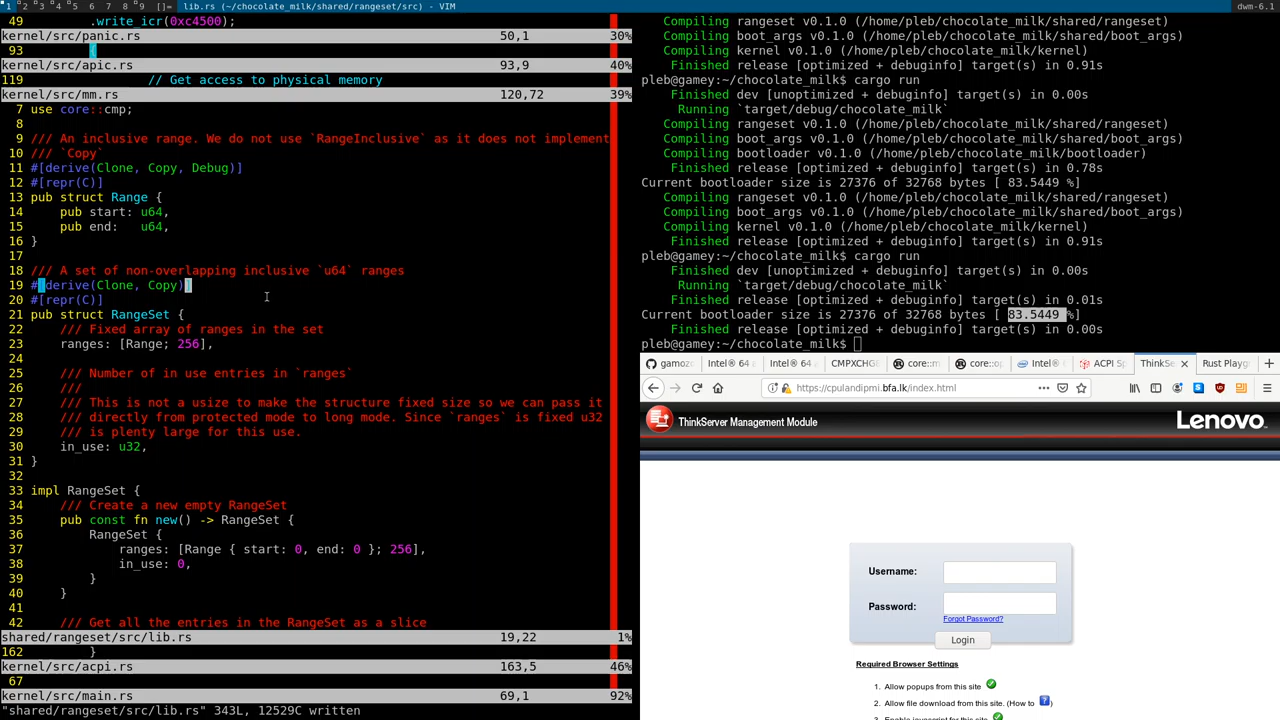 1 2 3 4 5 6 7 8 9 []= lib.rs (~/chocolate_milk/shared/rangeset/src) - VIM dwm-6.1
49         .write_icr(0xc4500);
kernel/src/panic.rs 50,1 30%
93         {
kernel/src/apic.rs 93,9 40%
119                 // Get access to physical memory
kernel/src/mm.rs 120,72 39%
7 use core::cmp;
8
9 /// An inclusive range. We do not use `RangeInclusive` as it does not implement
10 /// `Copy`
11 #[derive(Clone, Copy, Debug)]
12 #[repr(C)]
13 pub struct Range {
14     pub start: u64,
15     pub end:   u64,
16 }
17
18 /// A set of non-overlapping inclusive `u64` ranges
19 #[derive(Clone, Copy)]
20 #[repr(C)]
21 pub struct RangeSet {
22     /// Fixed array of ranges in the set
23     ranges: [Range; 256],
24
25     /// Number of in use entries in `ranges`
26     ///
27     /// This is not a usize to make the structure fixed size so we can pass it
28     /// directly from protected mode to long mode. Since `ranges` is fixed u32
29     /// is plenty large for this use.
30     in_use: u32,
31 }
32
33 impl RangeSet {
34     /// Create a new empty RangeSet
35     pub const fn new() -> RangeSet {
36         RangeSet {
37             ranges: [Range { start: 0, end: 0 }; 256],
38             in_use: 0,
39         }
40     }
41
42     /// Get all the entries in the RangeSet as a slice
shared/rangeset/src/lib.rs 19,22 1%
162         }
kernel/src/acpi.rs 163,5 46%
67
kernel/src/main.rs 69,1 92%
"shared/rangeset/src/lib.rs" 343L, 12529C written
Compiling rangeset v0.1.0 (/home/pleb/chocolate_milk/shared/rangeset)
Compiling boot_args v0.1.0 (/home/pleb/chocolate_milk/shared/boot_args)
Compiling kernel v0.1.0 (/home/pleb/chocolate_milk/kernel)
Finished release [optimized + debuginfo] target(s) in 0.91s
pleb@gamey:~/chocolate_milk$ cargo run
Finished dev [unoptimized + debuginfo] target(s) in 0.00s
Running `target/debug/chocolate_milk`
Compiling rangeset v0.1.0 (/home/pleb/chocolate_milk/shared/rangeset)
Compiling boot_args v0.1.0 (/home/pleb/chocolate_milk/shared/boot_args)
Compiling bootloader v0.1.0 (/home/pleb/chocolate_milk/bootloader)
Finished release [optimized + debuginfo] target(s) in 0.78s
Current bootloader size is 27376 of 32768 bytes [ 83.5449 %]
Compiling rangeset v0.1.0 (/home/pleb/chocolate_milk/shared/rangeset)
Compiling boot_args v0.1.0 (/home/pleb/chocolate_milk/shared/boot_args)
Compiling kernel v0.1.0 (/home/pleb/chocolate_milk/kernel)
Finished release [optimized + debuginfo] target(s) in 0.91s
pleb@gamey:~/chocolate_milk$ cargo run
Finished dev [unoptimized + debuginfo] target(s) in 0.00s
Running `target/debug/chocolate_milk`
Finished release [optimized + debuginfo] target(s) in 0.01s
Current bootloader size is 27376 of 32768 bytes [ 83.5449 %]
Finished release [optimized + debuginfo] target(s) in 0.00s
pleb@gamey:~/chocolate_milk$
gamoz Intel® 64 a Intel® 64 a CMPXCHG core::m core::op Intel® ACPI S ThinkSe Rust Playg
https://cpulandipmi.bfa.lk/index.html
ThinkServer Management Module Lenovo
Username:
Password:
Forgot Password?
Login
Required Browser Settings
1. Allow popups from this site
2. Allow file download from this site. (How to ?)
3. Enable javascript for this site.